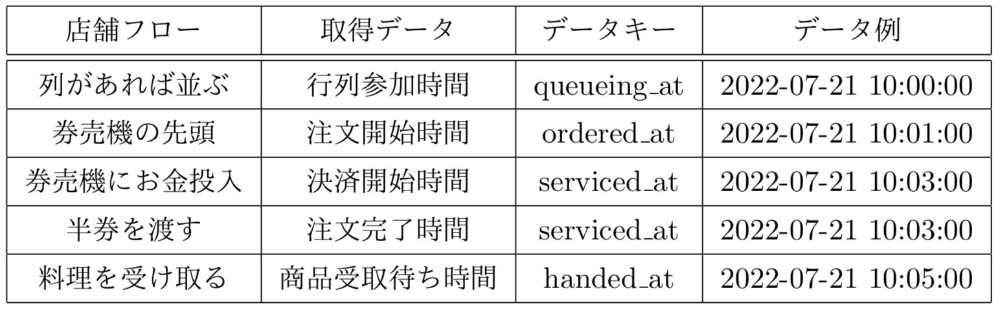 店舗フロー 取得データ データキー データ例
列があれば並ぶ 行列参加時間 queueing_at 2022-07-21 10:00:00
券売機の先頭 注文開始時間 ordered_at 2022-07-21 10:01:00
券売機にお金投入 決済開始時間 serviced_at 2022-07-21 10:03:00
半券を渡す 注文完了時間 serviced_at 2022-07-21 10:03:00
料理を受け取る 商品受取待ち時間 handed_at 2022-07-21 10:05:00